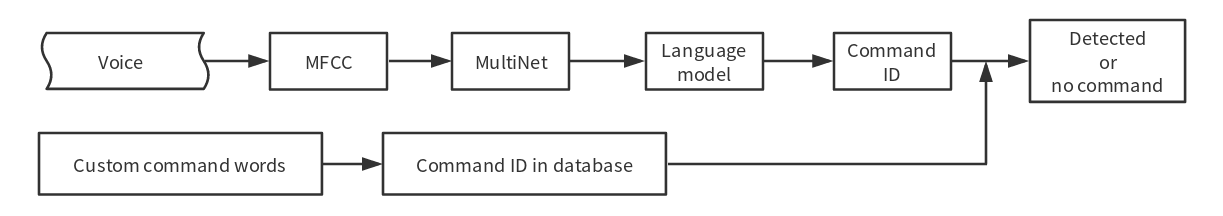 Voice
MFCC
MultiNet
Language
model
Command
ID
Detected
or
no command
Custom command words
Command ID in database